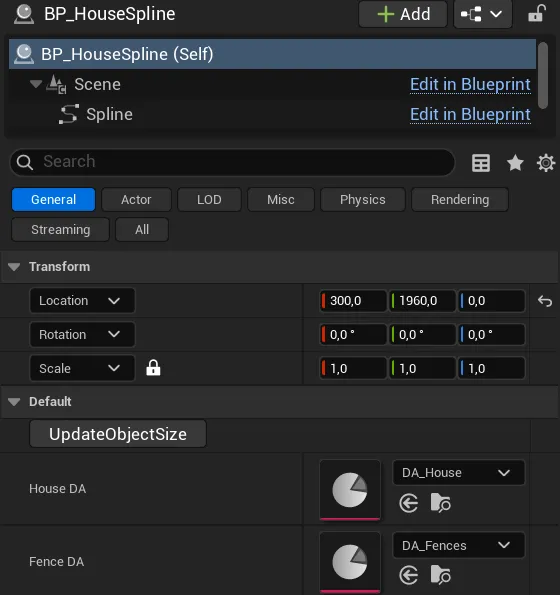 BP_HouseSpline
Add
BP_HouseSpline (Self)
Scene Edit in Blueprint
Spline Edit in Blueprint
Search
General Actor LOD Misc Physics Rendering
Streaming All
Transform
Location 300,0 1960,0 0,0
Rotation 0,0 ° 0,0 ° 0,0 °
Scale 1,0 1,0 1,0
Default
UpdateObjectSize
House DA DA_House
Fence DA DA_Fences